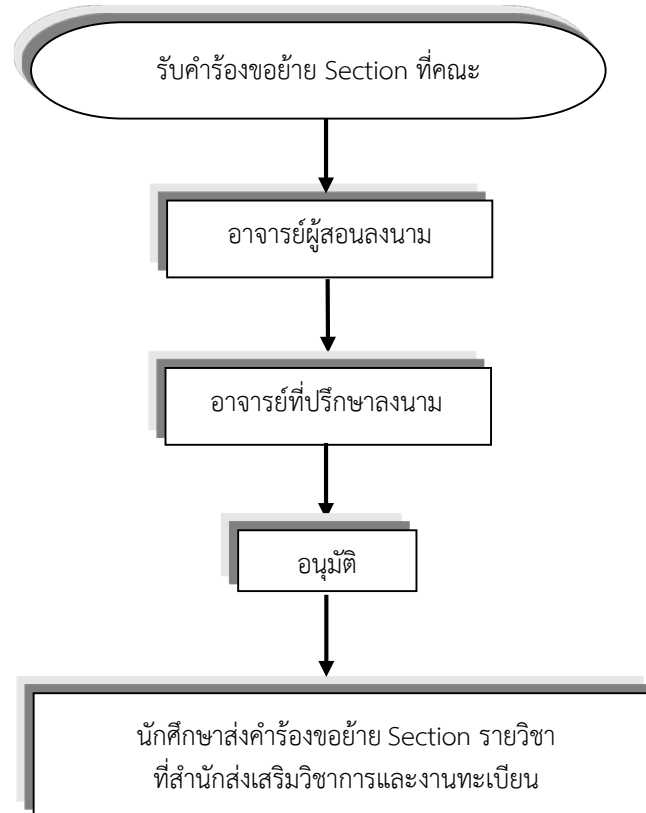 รับคำร้องขอย้าย Section ที่คณะ
อาจารย์ผู้สอนลงนาม
อาจารย์ที่ปรึกษาลงนาม
อนุมัติ
นักศึกษาส่งคำร้องขอย้าย Section รายวิชา
ที่สำนักส่งเสริมวิชาการและงานทะเบียน